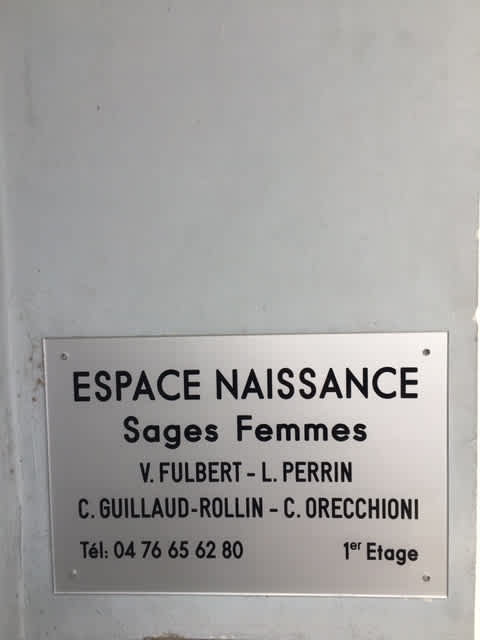 ESPACE NAISSANCE
Sages Femmes
V. FULBERT - L. PERRIN
C. GUILLAUD-ROLLIN - C. ORECCHIONI
Tél: 04 76 65 62 80 1er Etage